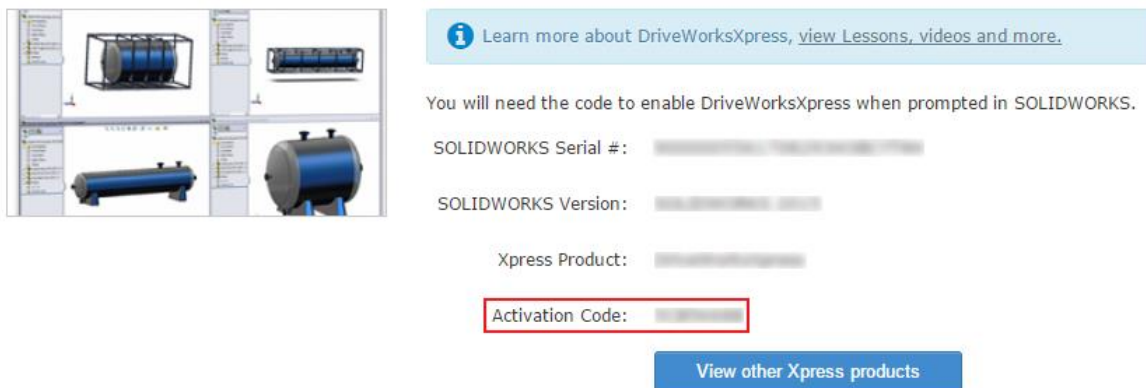 Learn more about DriveWorksXpress, view Lessons, videos and more.
You will need the code to enable DriveWorksXpress when prompted in SOLIDWORKS.
SOLIDWORKS Serial #:
SOLIDWORKS Version:
Xpress Product:
Activation Code:
View other Xpress products